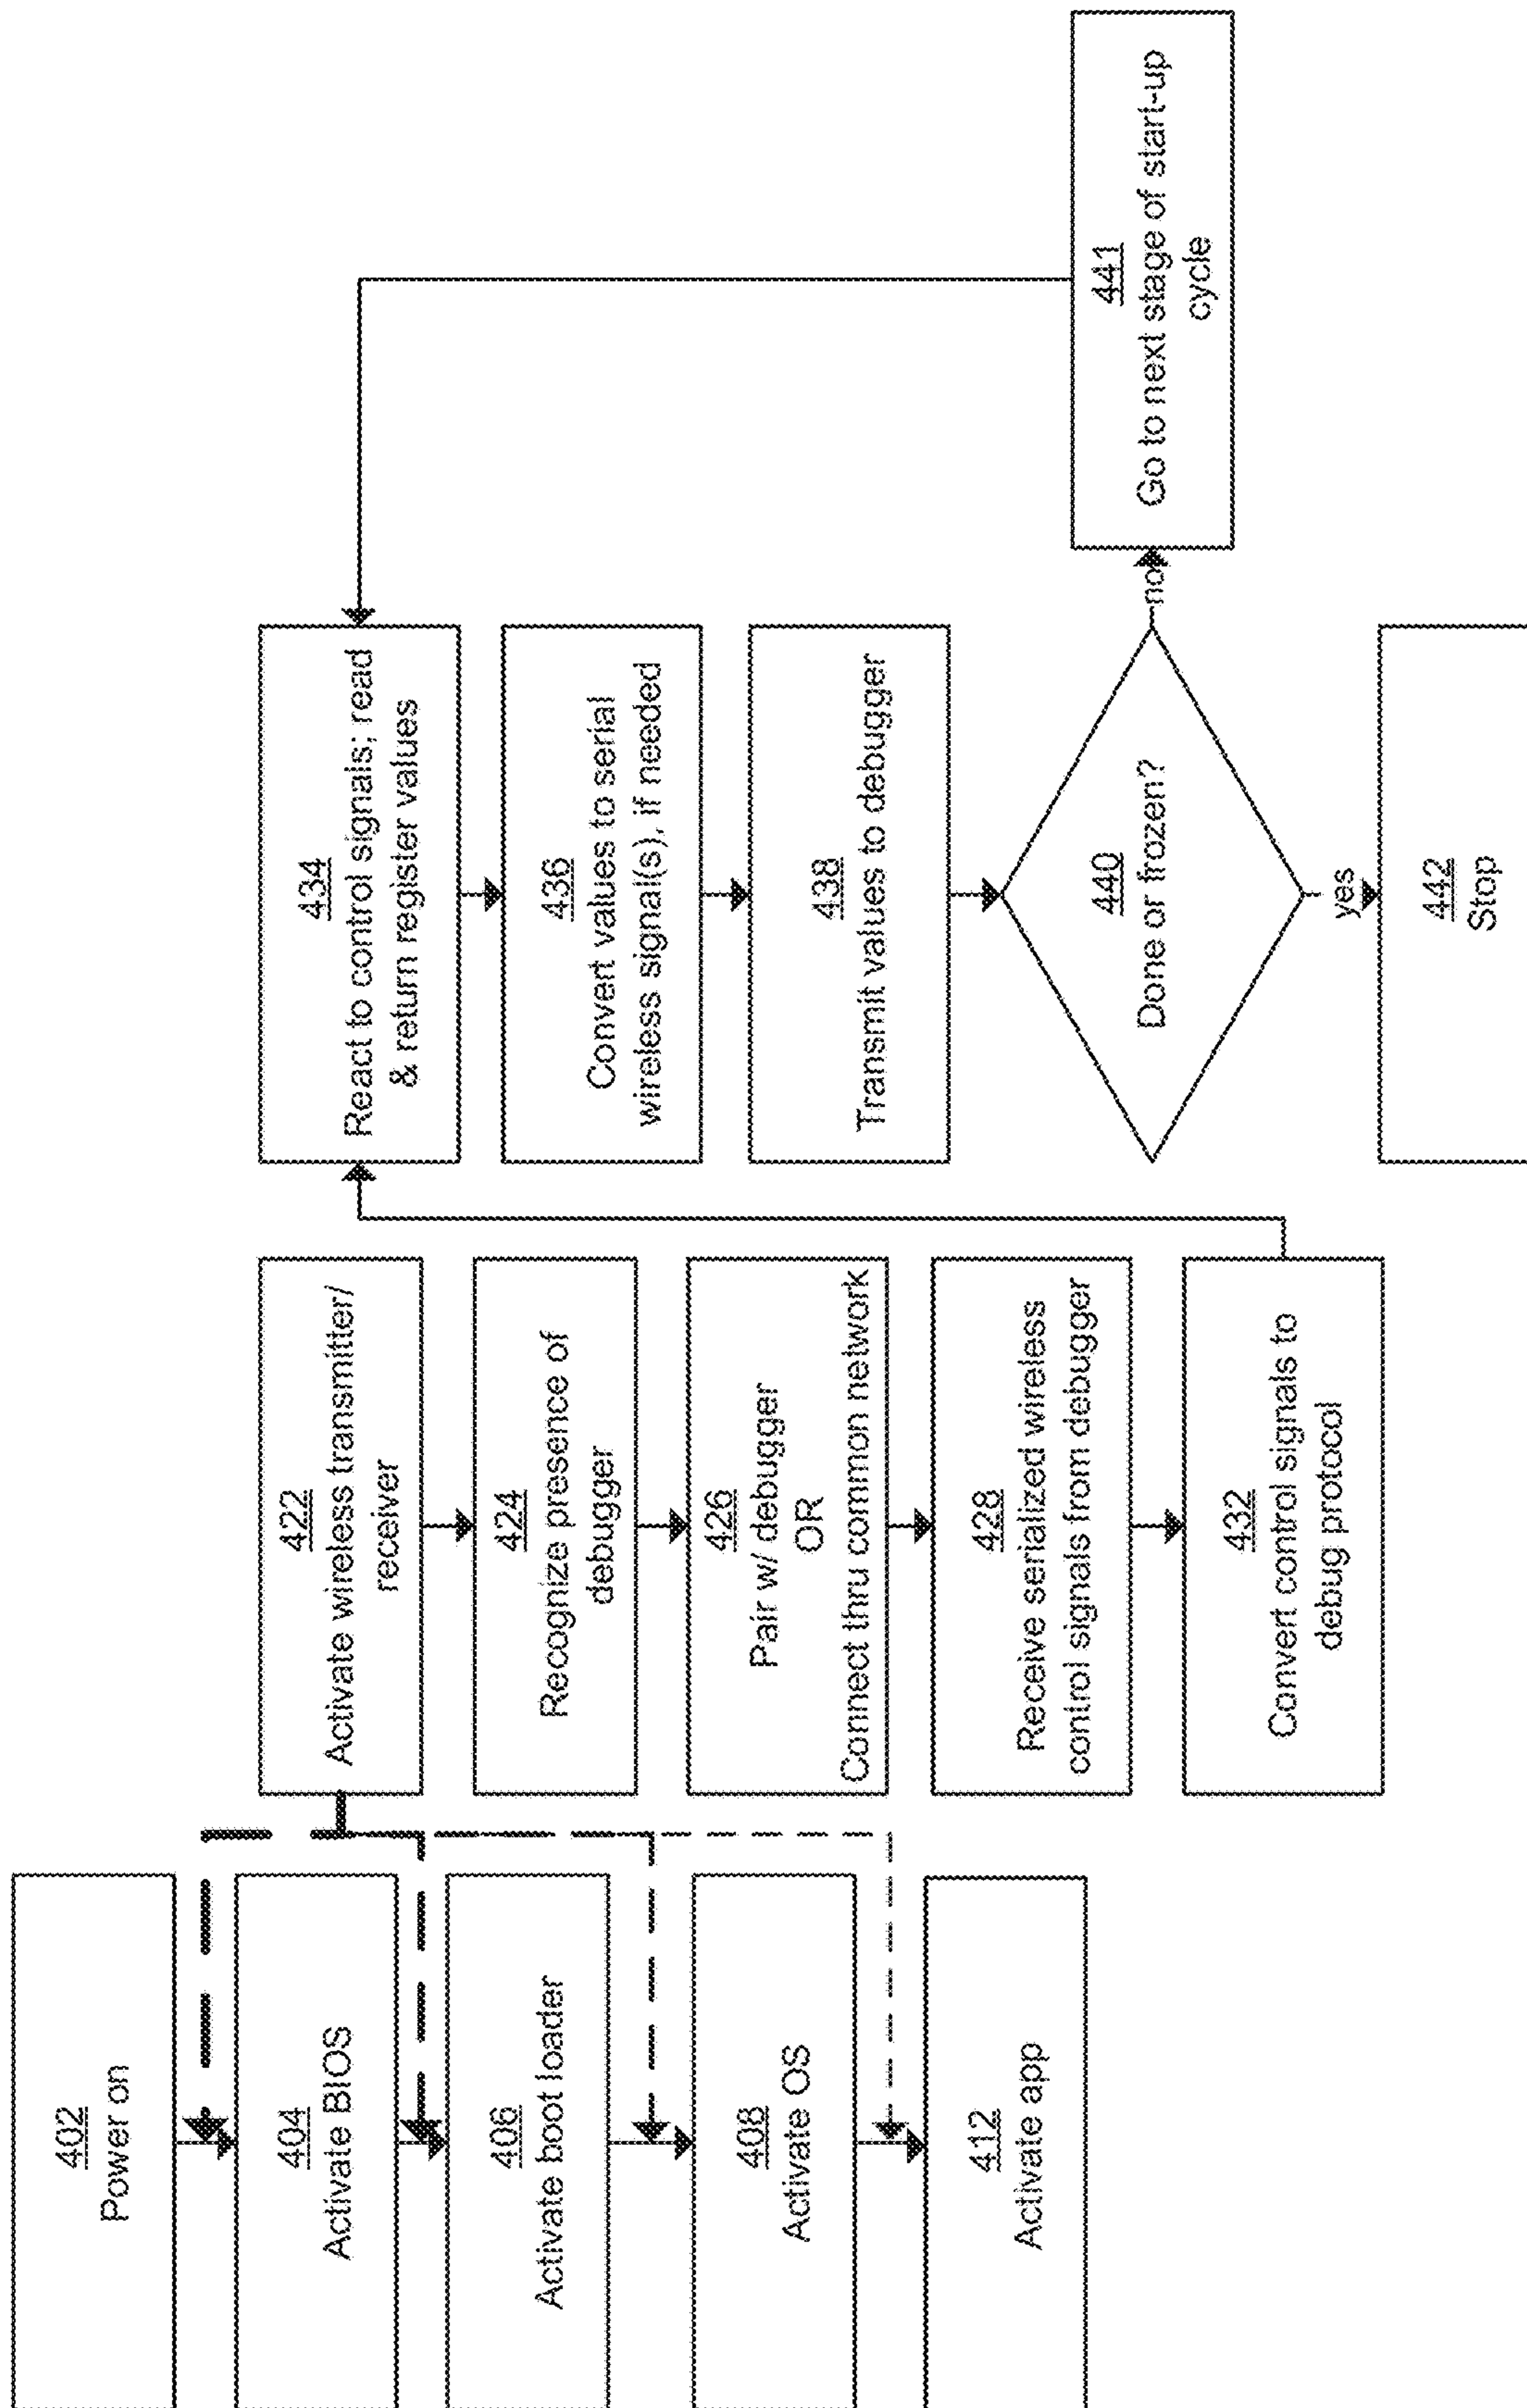 402
Power on
404
Activate BIOS
406
Activate boot loader
408
Activate OS
412
Activate app
422
Activate wireless transmitter/
receiver
424
Recognize presence of
debugger
426
Pair w/ debugger
OR
Connect thru common network
428
Receive serialized wireless
control signals from debugger
432
Convert control signals to
debug protocol
434
React to control signals; read
& return register values
436
Convert values to serial
wireless signal(s), if needed
438
Transmit values to debugger
440
Done or frozen?
no
yes
441
Go to next stage of start-up
cycle
442
Stop